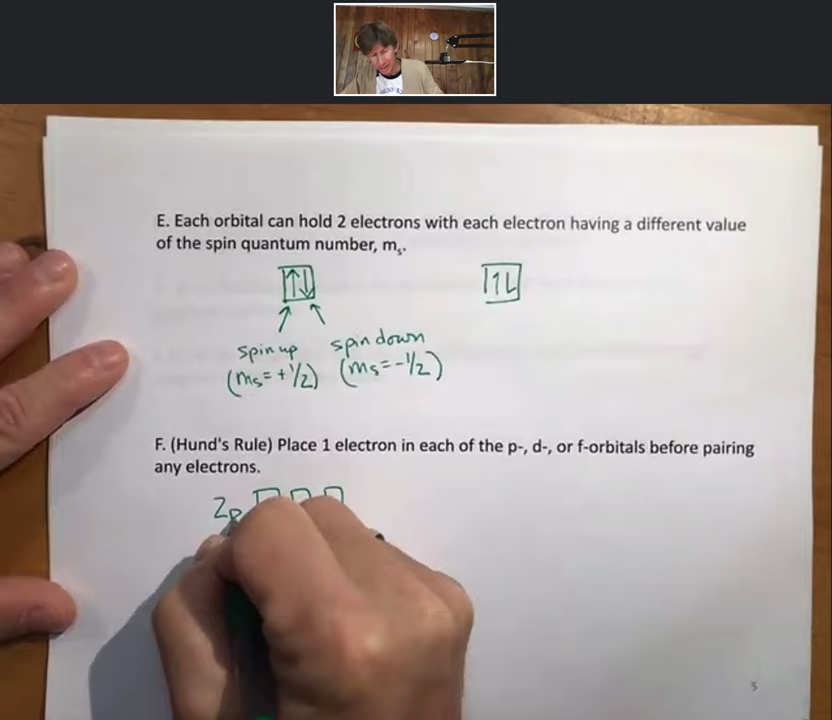 E. Each orbital can hold 2 electrons with each electron having a different value
of the spin quantum number, mₛ.
↑↓ 1L
spin up spin down
(ms=+1/2) (ms=-1/2)
F. (Hund's Rule) Place 1 electron in each of the p-, d-, or f-orbitals before pairing
any electrons.
2p
5